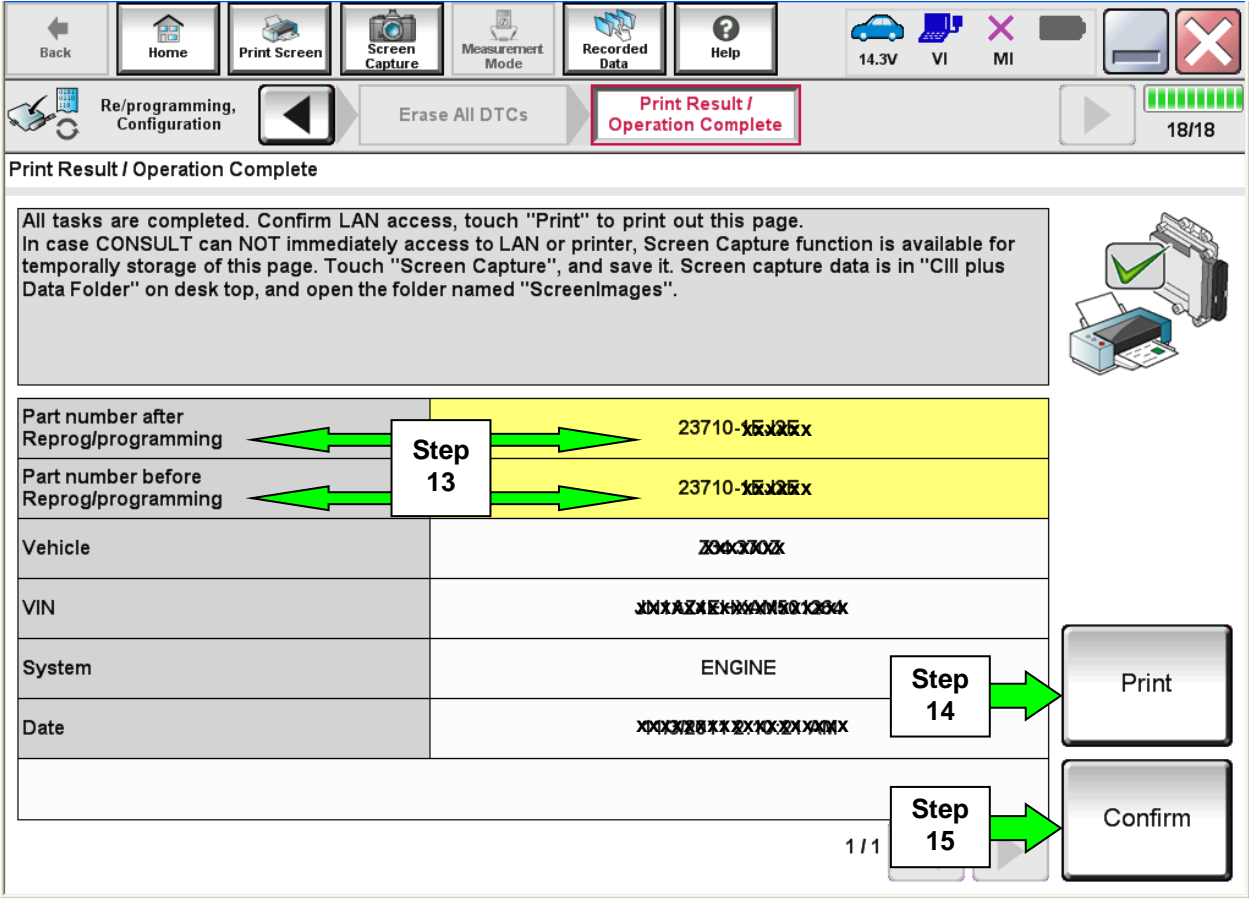 Back
Home
Print Screen
Screen
Capture
Measurement
Mode
Recorded
Data
Help
14.3V
VI
MI
Re/programming,
Configuration
Erase All DTCs
Print Result /
Operation Complete
18/18
Print Result / Operation Complete
All tasks are completed. Confirm LAN access, touch "Print" to print out this page.
In case CONSULT can NOT immediately access to LAN or printer, Screen Capture function is available for
temporally storage of this page. Touch "Screen Capture", and save it. Screen capture data is in "CIII plus
Data Folder" on desk top, and open the folder named "ScreenImages".
Part number after
Reprog/programming
23710-
Step
13
Part number before
Reprog/programming
23710-
Vehicle
VIN
System
ENGINE
Step
14
Print
Date
Step
15
Confirm
1/1